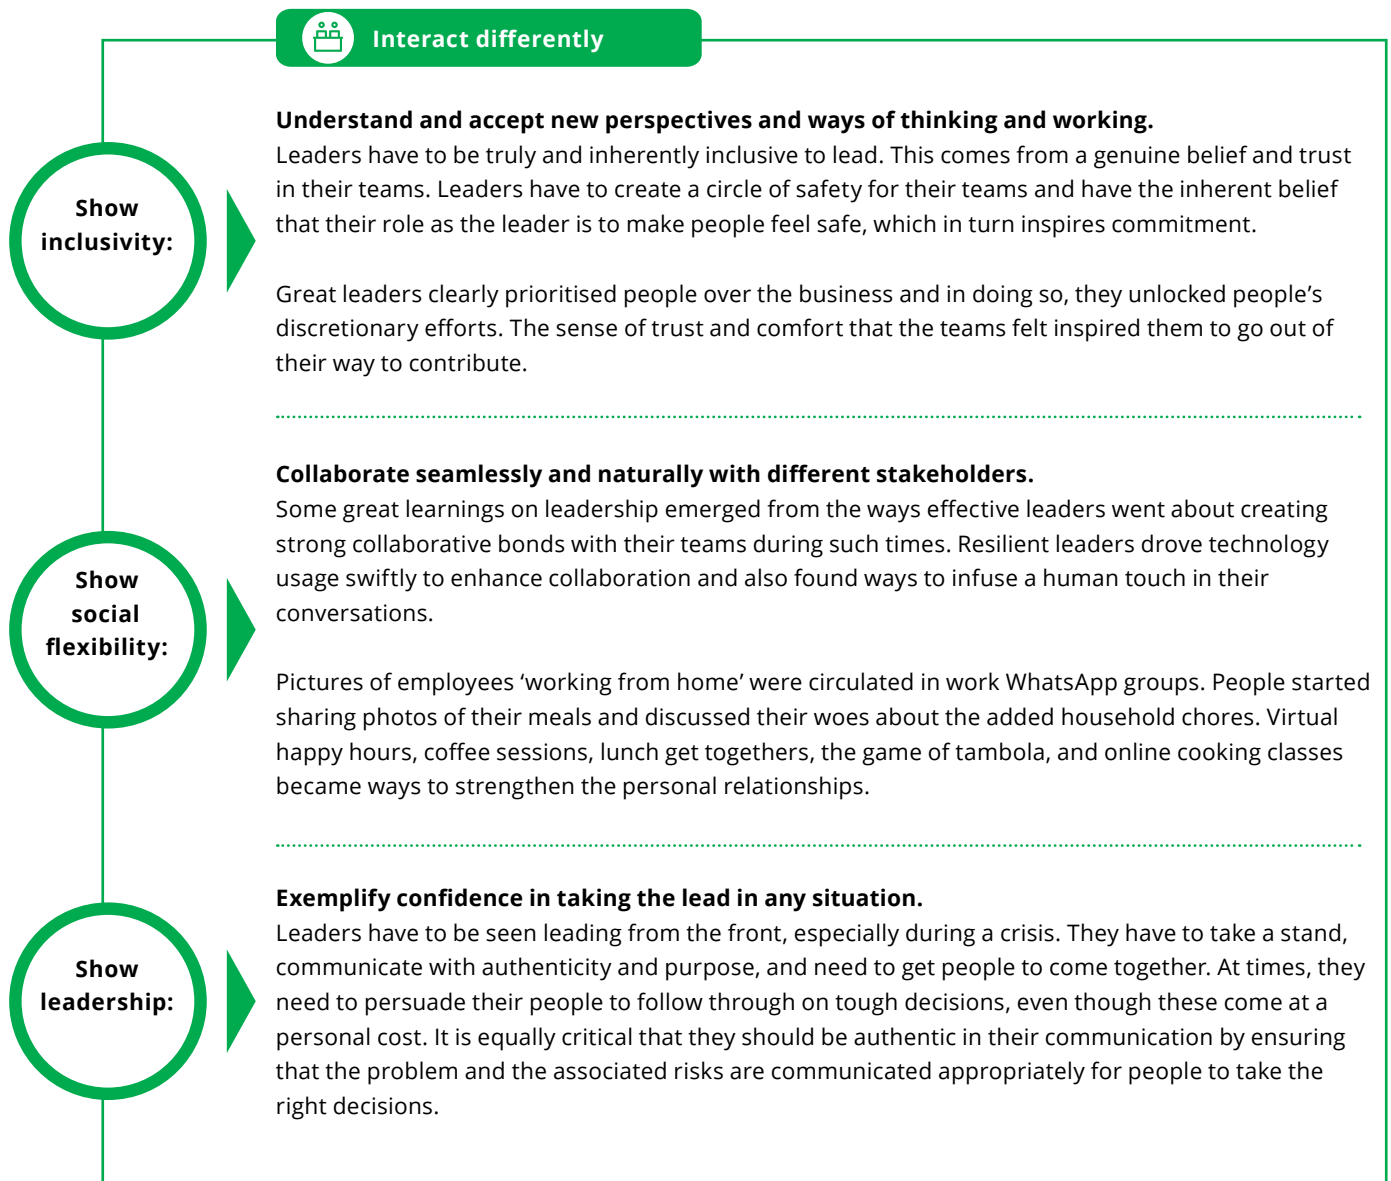 Interact differently
Show
inclusivity:
Understand and accept new perspectives and ways of thinking and working.
Leaders have to be truly and inherently inclusive to lead. This comes from a genuine belief and trust
in their teams. Leaders have to create a circle of safety for their teams and have the inherent belief
that their role as the leader is to make people feel safe, which in turn inspires commitment.
Great leaders clearly prioritised people over the business and in doing so, they unlocked people’s
discretionary efforts. The sense of trust and comfort that the teams felt inspired them to go out of
their way to contribute.
Show
social
flexibility:
Collaborate seamlessly and naturally with different stakeholders.
Some great learnings on leadership emerged from the ways effective leaders went about creating
strong collaborative bonds with their teams during such times. Resilient leaders drove technology
usage swiftly to enhance collaboration and also found ways to infuse a human touch in their
conversations.
Pictures of employees ‘working from home’ were circulated in work WhatsApp groups. People started
sharing photos of their meals and discussed their woes about the added household chores. Virtual
happy hours, coffee sessions, lunch get togethers, the game of tambola, and online cooking classes
became ways to strengthen the personal relationships.
Show
leadership:
Exemplify confidence in taking the lead in any situation.
Leaders have to be seen leading from the front, especially during a crisis. They have to take a stand,
communicate with authenticity and purpose, and need to get people to come together. At times, they
need to persuade their people to follow through on tough decisions, even though these come at a
personal cost. It is equally critical that they should be authentic in their communication by ensuring
that the problem and the associated risks are communicated appropriately for people to take the
right decisions.